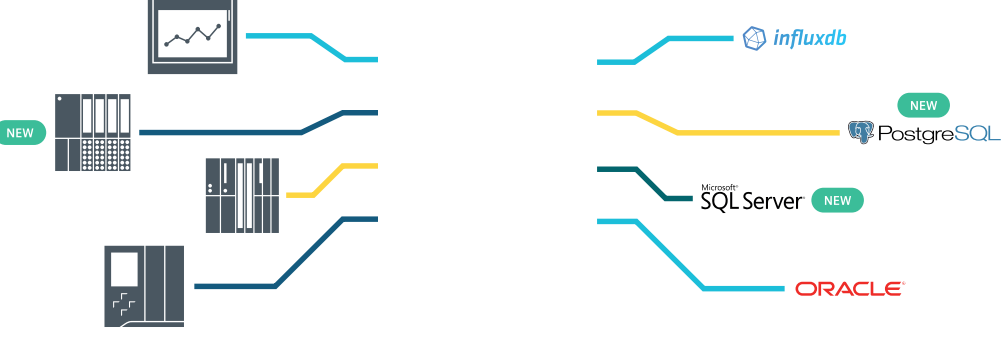 influxdb
NEW
NEW
PostgreSQL
Microsoft®
SQL Server®
NEW
ORACLE®